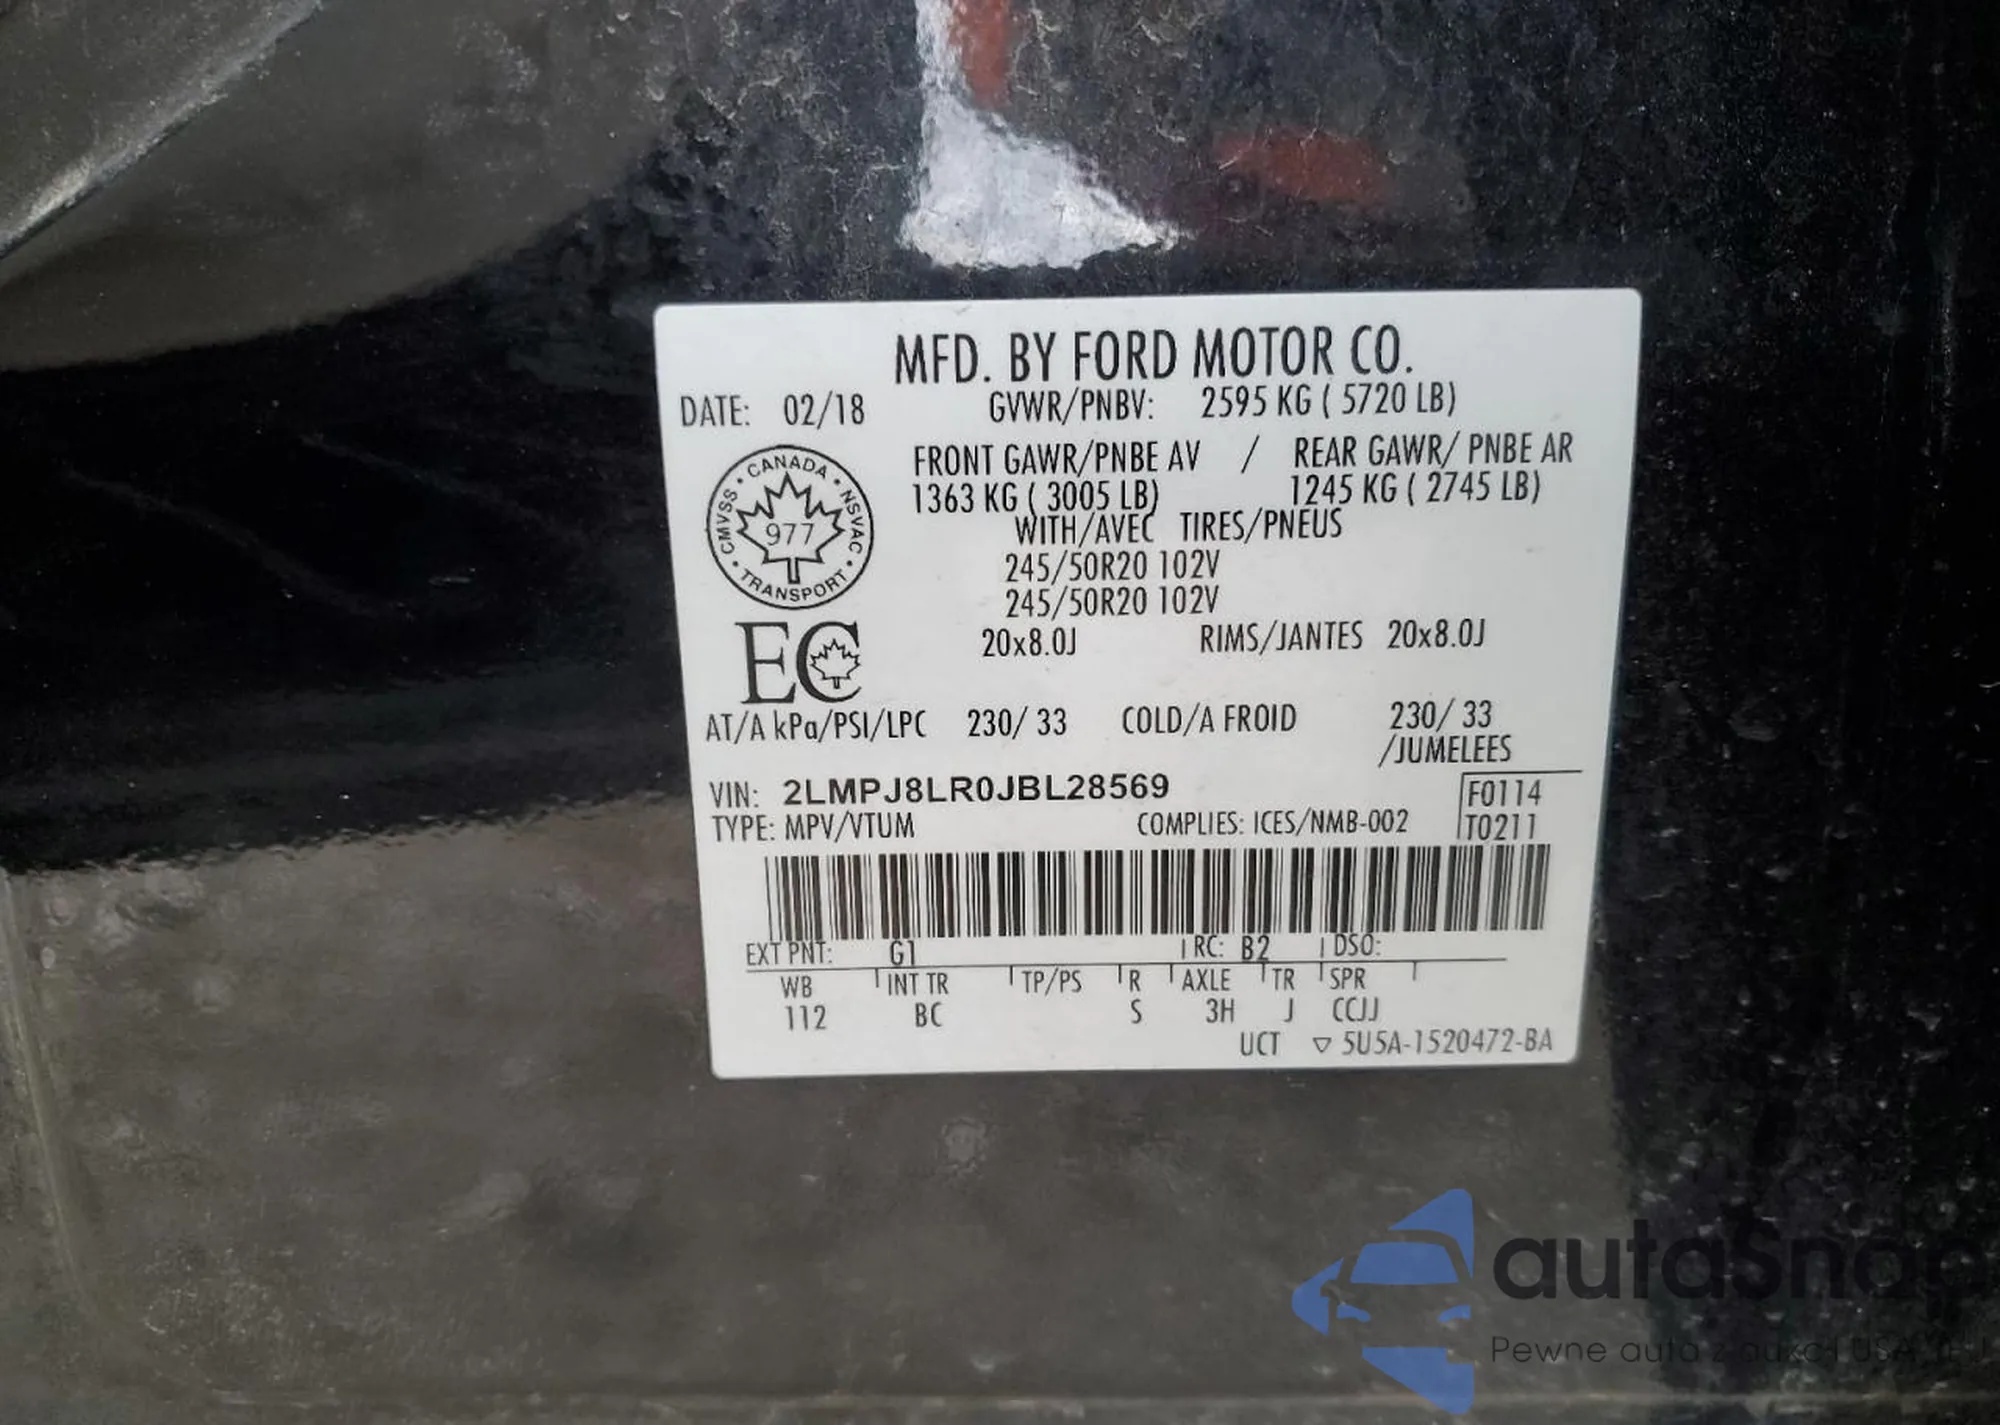 MFD. BY FORD MOTOR CO.
DATE: 02/18 GVWR/PNBV: 2595 KG ( 5720 LB)
FRONT GAWR/PNBE AV / REAR GAWR/ PNBE AR
1363 KG ( 3005 LB) 1245 KG ( 2745 LB)
WITH/AVEC TIRES/PNEUS
245/50R20 102V
245/50R20 102V
CMVSS • CANADA • NSVAC • TRANSPORT •
977
EC
20x8.0J RIMS/JANTES 20x8.0J
AT/A kPa/PSI/LPC 230/ 33 COLD/A FROID 230/ 33
/JUMELEES
VIN: 2LMPJ8LR0JBL28569 F0114
TYPE: MPV/VTUM COMPLIES: ICES/NMB-002 T0211
EXT PNT: G1 RC: B2 DSO:
WB INT TR TP/PS R AXLE TR SPR
112 BC S 3H J CCJJ
UCT ▽ 5U5A-1520472-BA
autaSnap
Pewne auta z aukcji USA